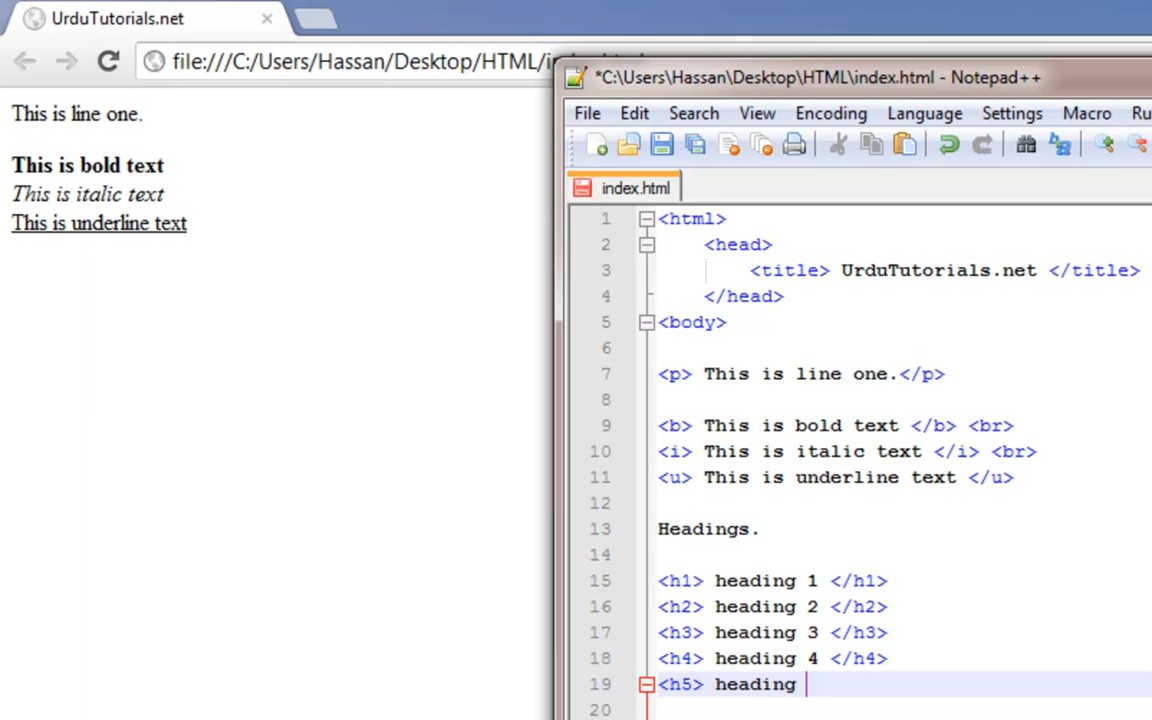 UrduTutorials.net
file:///C:/Users/Hassan/Desktop/HTML/
This is line one.
This is bold text
This is italic text
This is underline text
*C:\Users\Hassan\Desktop\HTML\index.html - Notepad++
File Edit Search View Encoding Language Settings Macro Ru
index.html
1 <html>
2 <head>
3 <title> UrduTutorials.net </title>
4 </head>
5 <body>
6
7 <p> This is line one.</p>
8
9 <b> This is bold text </b> <br>
10 <i> This is italic text </i> <br>
11 <u> This is underline text </u>
12
13 Headings.
14
15 <h1> heading 1 </h1>
16 <h2> heading 2 </h2>
17 <h3> heading 3 </h3>
18 <h4> heading 4 </h4>
19 <h5> heading
20